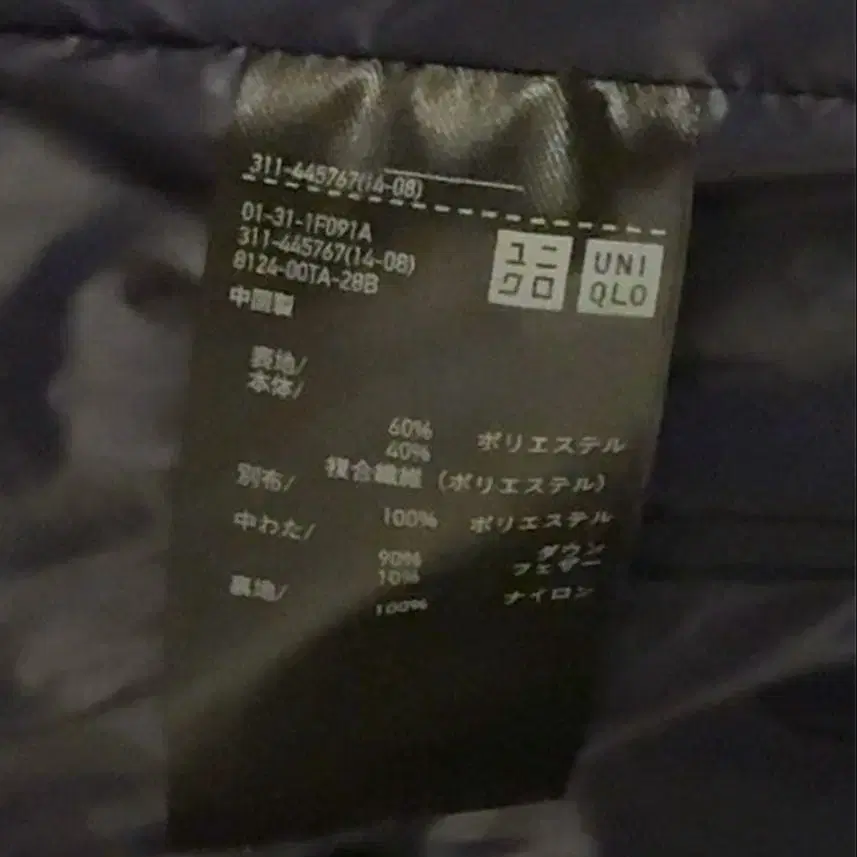 311-445767(14-08)
01-31-1F091A
311-445767(14-08)
8124-00TA-28B
中国製
ユニ
クロ
UNI
QLO
表地/
本体/
60% ポリエステル
40%
複合繊維 (ポリエステル)
別布/
100% ポリエステル
中わた/
90% ダウン
10% フェザー
裏地/
100% ナイロン